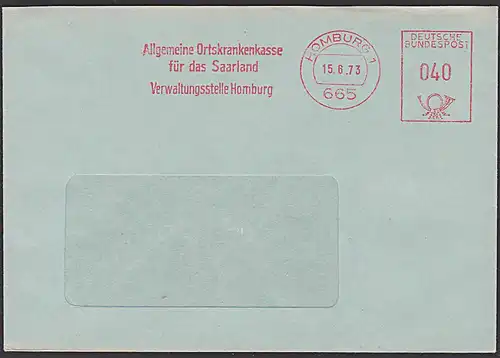 Allgemeine Ortskrankenkasse
für das Saarland
Verwaltungsstelle Homburg
HOMBURG 1
15.6.73
665
DEUTSCHE
BUNDESPOST
040